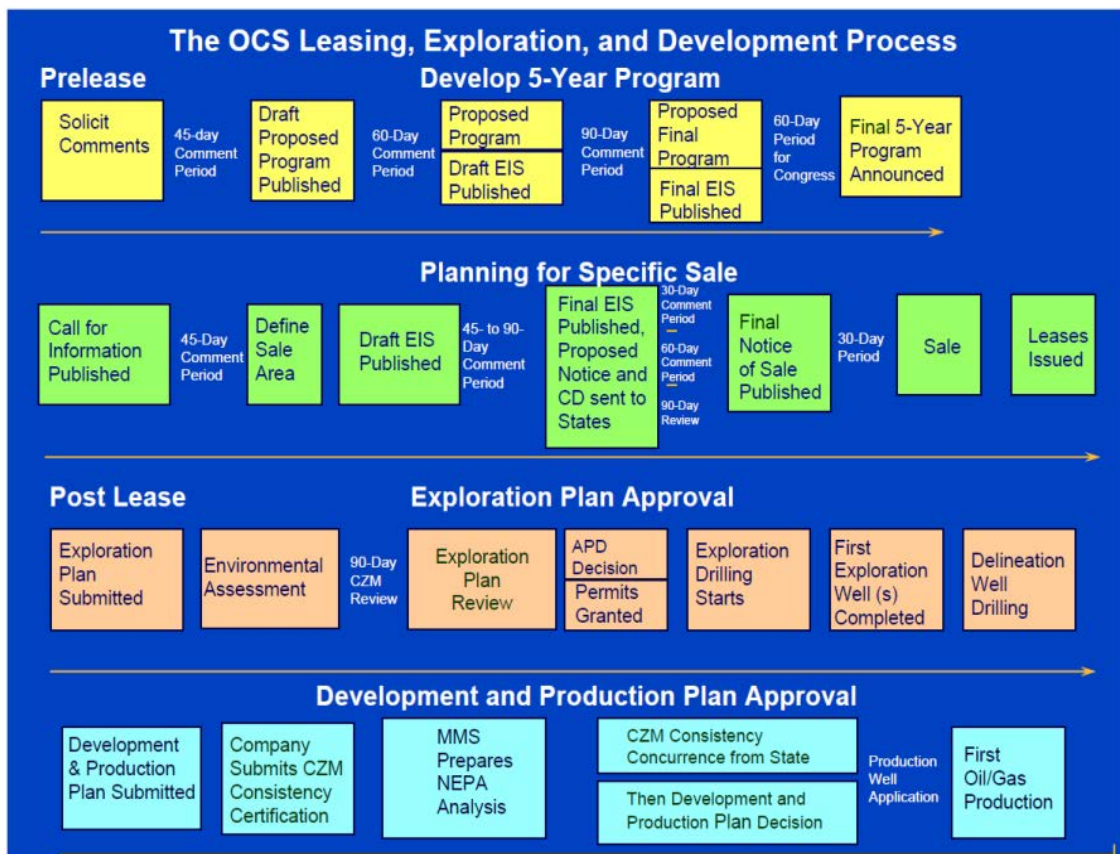 The OCS Leasing, Exploration, and Development Process
Prelease
Develop 5-Year Program
Solicit
Comments
45-day
Comment
Period
Draft
Proposed
Program
Published
60-Day
Comment
Period
Proposed
Program
Draft EIS
Published
90-Day
Comment
Period
Proposed
Final
Program
Final EIS
Published
60-Day
Period
for
Congress
Final 5-Year
Program
Announced
Planning for Specific Sale
Call for
Information
Published
45-Day
Comment
Period
Define
Sale
Area
Draft EIS
Published
45- to 90-
Day
Comment
Period
Final EIS
Published,
Proposed
Notice and
CD sent to
States
30-Day
Comment
Period
60-Day
Comment
Period
90-Day
Review
Final
Notice
of Sale
Published
30-Day
Period
Sale
Leases
Issued
Post Lease
Exploration Plan Approval
Exploration
Plan
Submitted
Environmental
Assessment
90-Day
CZM
Review
Exploration
Plan
Review
APD
Decision
Permits
Granted
Exploration
Drilling
Starts
First
Exploration
Well (s)
Completed
Delineation
Well
Drilling
Development and Production Plan Approval
Development
& Production
Plan Submitted
Company
Submits CZM
Consistency
Certification
MMS
Prepares
NEPA
Analysis
CZM Consistency
Concurrence from State
Then Development and
Production Plan Decision
Production
Well
Application
First
Oil/Gas
Production